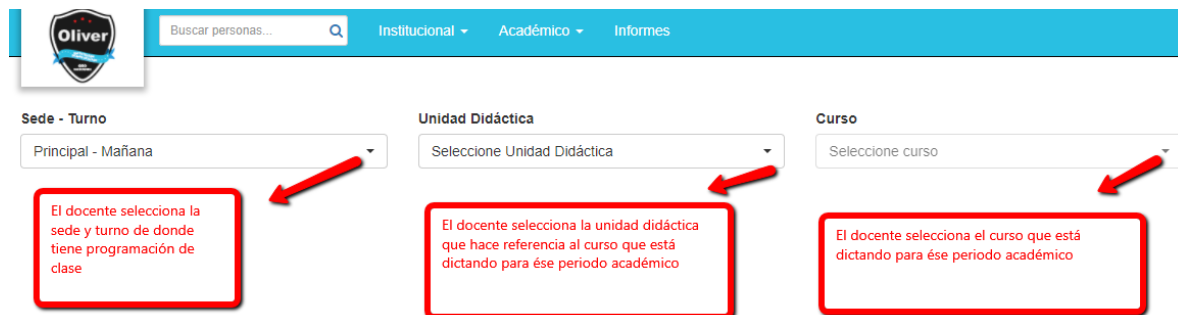 Oliver
Buscar personas...
Institucional
Académico
Informes
Sede - Turno
Unidad Didáctica
Curso
Principal - Mañana
Seleccione Unidad Didáctica
Seleccione curso
El docente selecciona la
sede y turno de donde
tiene programación de
clase
El docente selecciona la unidad didáctica
que hace referencia al curso que está
dictando para ése periodo académico
El docente selecciona el curso que está
dictando para ése periodo académico